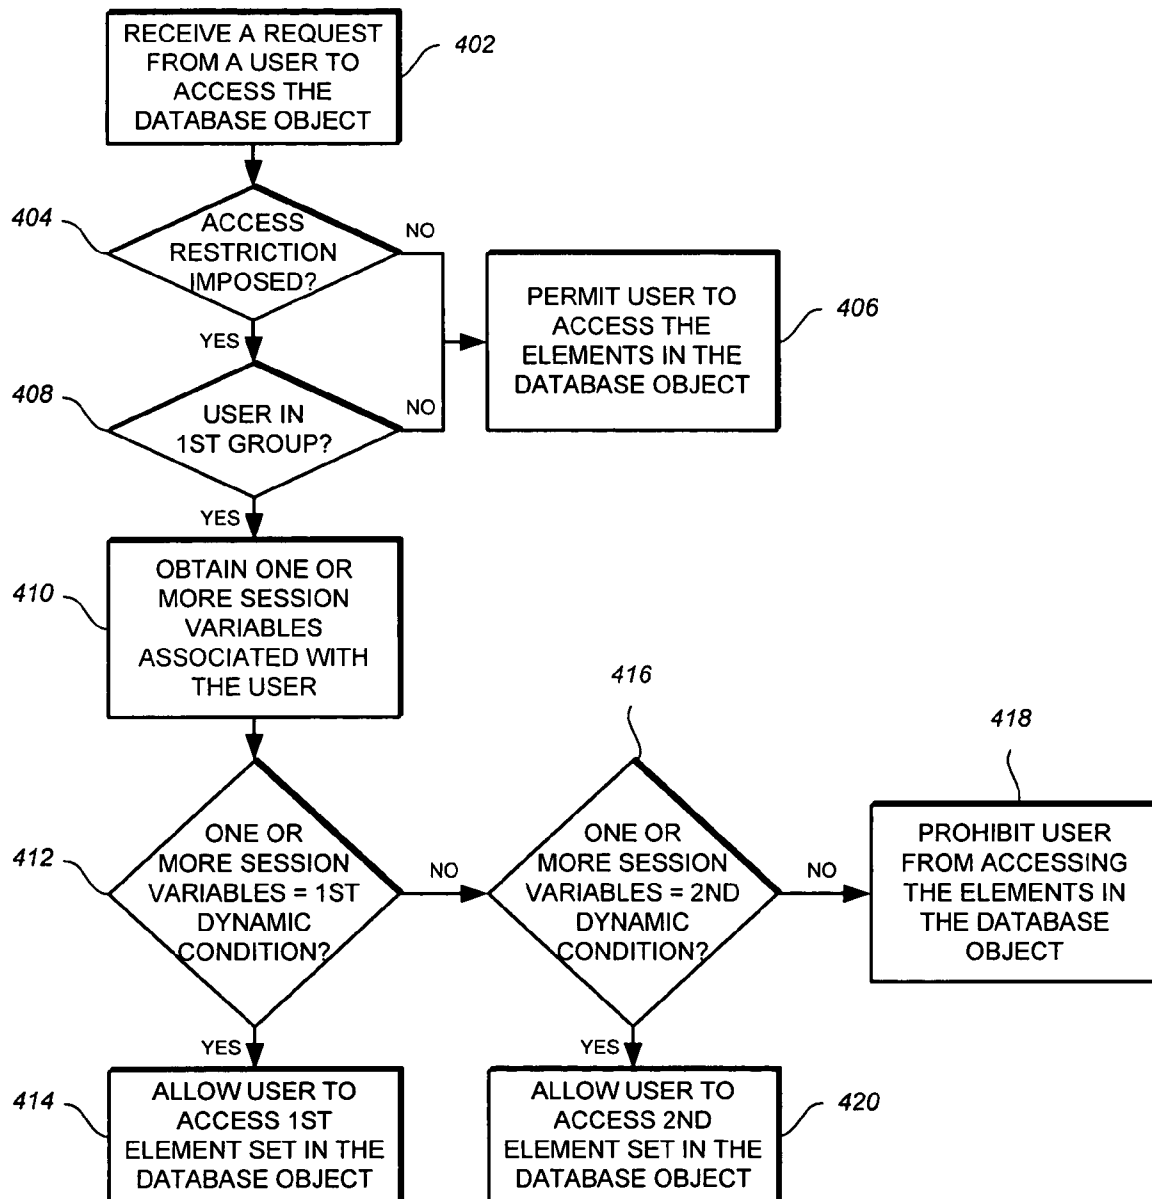 RECEIVE A REQUEST
FROM A USER TO
ACCESS THE
DATABASE OBJECT
402
404
ACCESS
RESTRICTION
IMPOSED?
NO
YES
PERMIT USER TO
ACCESS THE
ELEMENTS IN THE
DATABASE OBJECT
406
408
USER IN
1ST GROUP?
NO
YES
410
OBTAIN ONE OR
MORE SESSION
VARIABLES
ASSOCIATED WITH
THE USER
412
ONE OR
MORE SESSION
VARIABLES = 1ST
DYNAMIC
CONDITION?
NO
YES
416
ONE OR
MORE SESSION
VARIABLES = 2ND
DYNAMIC
CONDITION?
NO
YES
418
PROHIBIT USER
FROM ACCESSING
THE ELEMENTS IN
THE DATABASE
OBJECT
414
ALLOW USER TO
ACCESS 1ST
ELEMENT SET IN THE
DATABASE OBJECT
ALLOW USER TO
ACCESS 2ND
ELEMENT SET IN THE
DATABASE OBJECT
420